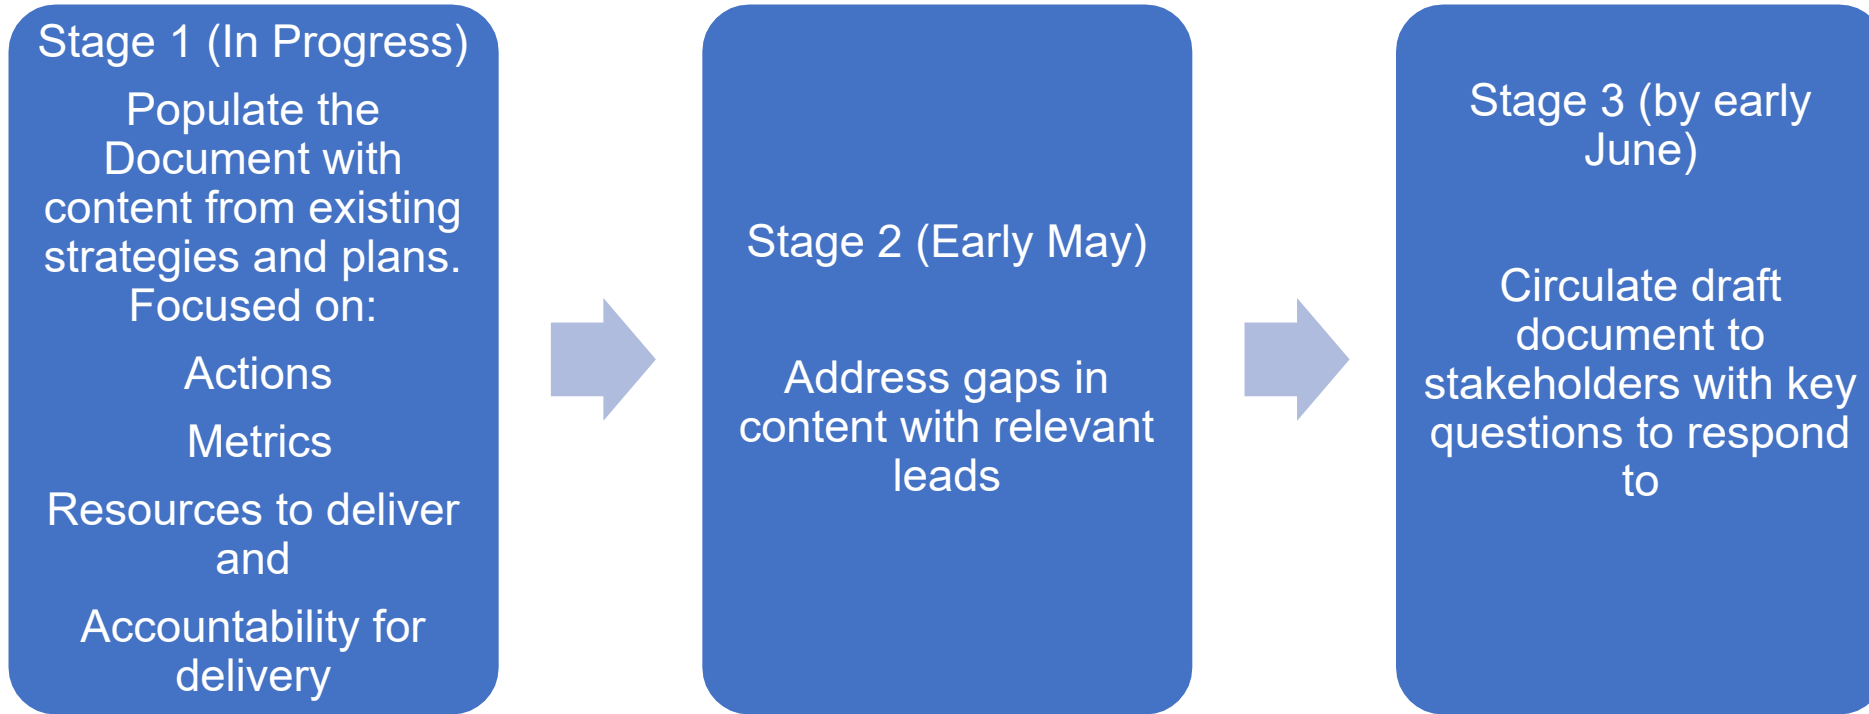 Stage 1 (In Progress)
Populate the
Document with
content from existing
strategies and plans.
Focused on:
Actions
Metrics
Resources to deliver
and
Accountability for
delivery
Stage 2 (Early May)
Address gaps in
content with relevant
leads
Stage 3 (by early
June)
Circulate draft
document to
stakeholders with key
questions to respond
to